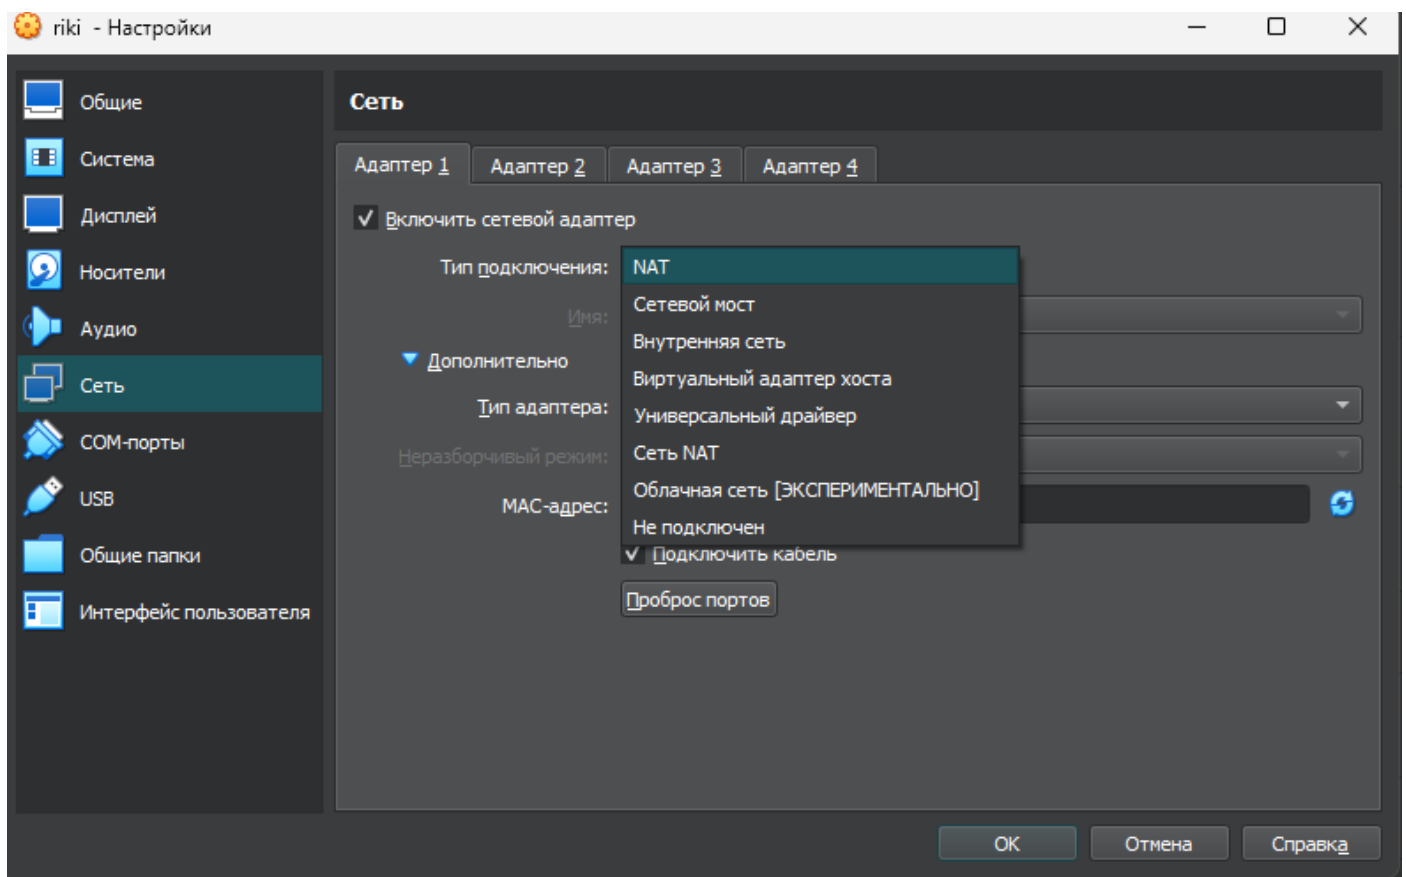 riki - Настройки
Общие
Система
Дисплей
Носители
Аудио
Сеть
COM-порты
USB
Общие папки
Интерфейс пользователя
Сеть
Адаптер 1 Адаптер 2 Адаптер 3 Адаптер 4
Включить сетевой адаптер
Тип подключения:
NAT
Сетевой мост
Внутренняя сеть
Виртуальный адаптер хоста
Универсальный драйвер
Сеть NAT
Облачная сеть [ЭКСПЕРИМЕНТАЛЬНО]
Не подключен
Имя:
Дополнительно
Тип адаптера:
Неразборчивый режим:
MAC-адрес:
Подключить кабель
Проброс портов
OK Отмена Справка